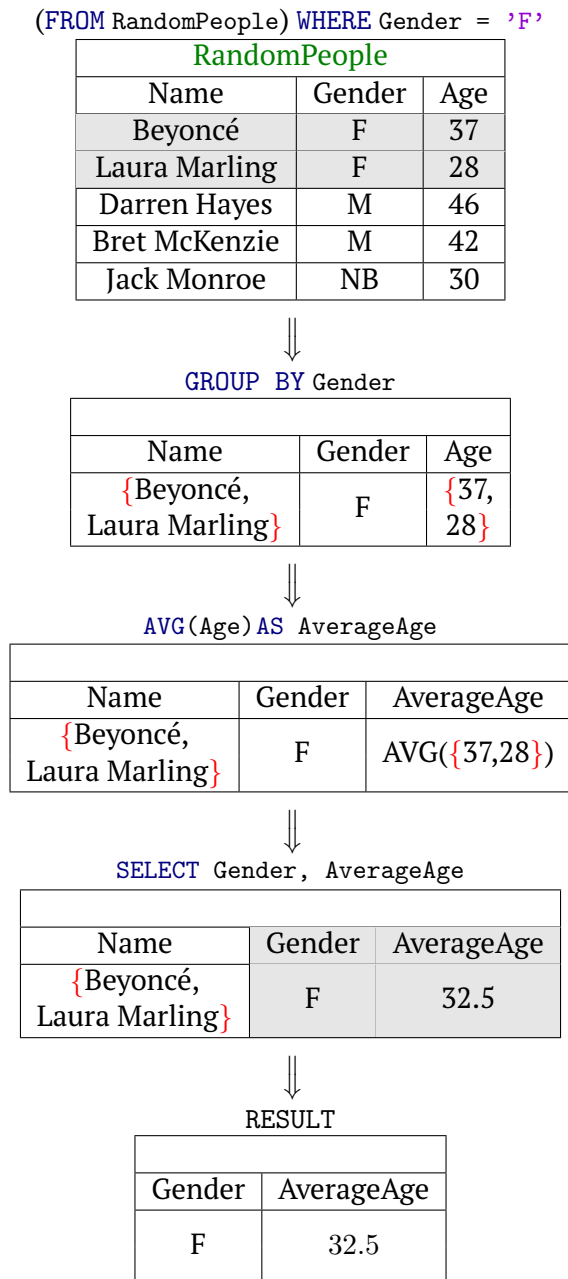 (FROM RandomPeople) WHERE Gender = ’F’
RandomPeople
Name Gender Age
Beyoncé F 37
Laura Marling F 28
Darren Hayes M 46
Bret McKenzie M 42
Jack Monroe NB 30
⇓
GROUP BY Gender
Name Gender Age
{Beyoncé, Laura Marling} F {37, 28}
⇓
AVG(Age) AS AverageAge
Name Gender AverageAge
{Beyoncé, Laura Marling} F AVG({37,28})
⇓
SELECT Gender, AverageAge
Name Gender AverageAge
{Beyoncé, Laura Marling} F 32.5
⇓
RESULT
Gender AverageAge
F 32.5